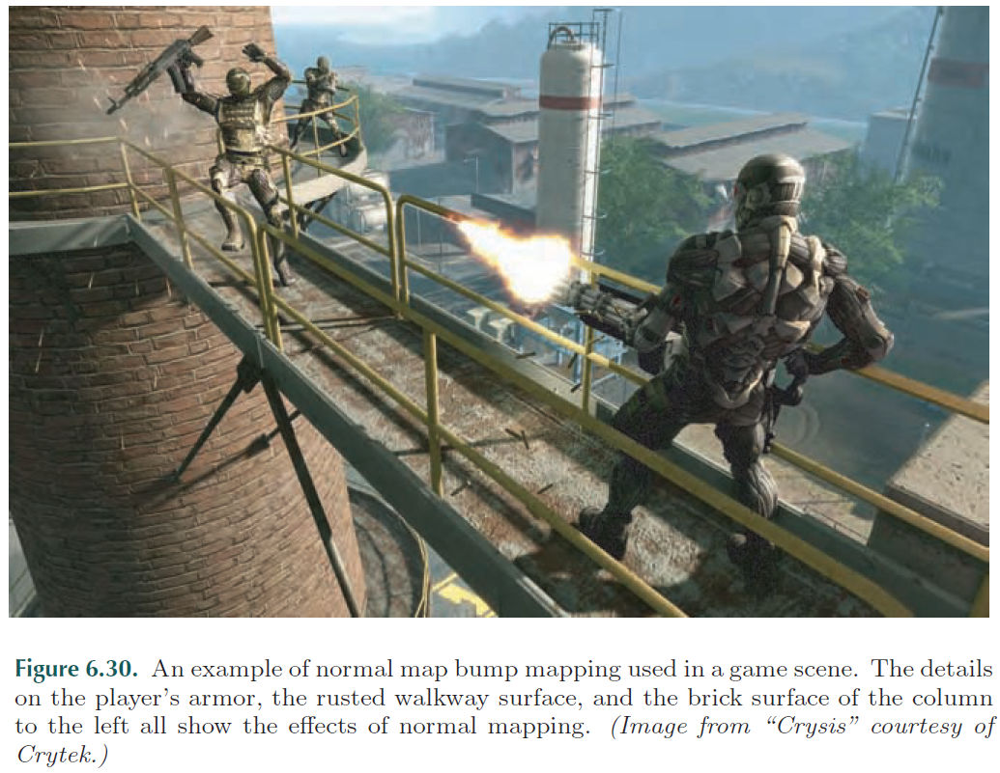 Figure 6.30. An example of normal map bump mapping used in a game scene. The details
on the player's armor, the rusted walkway surface, and the brick surface of the column
to the left all show the effects of normal mapping. (Image from “Crysis” courtesy of
Crytek.)